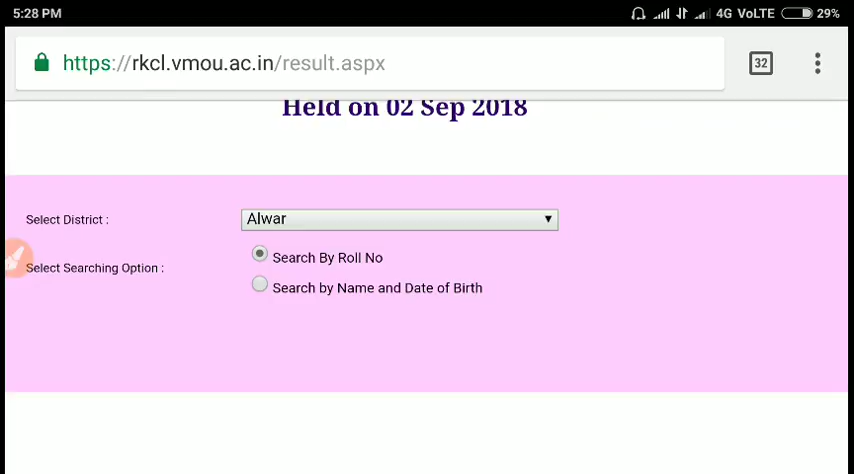 5:28 PM 4G VoLTE 29%
https://rkcl.vmou.ac.in/result.aspx 32
Held on 02 Sep 2018
Select District : Alwar
Search By Roll No
Select Searching Option :
Search by Name and Date of Birth